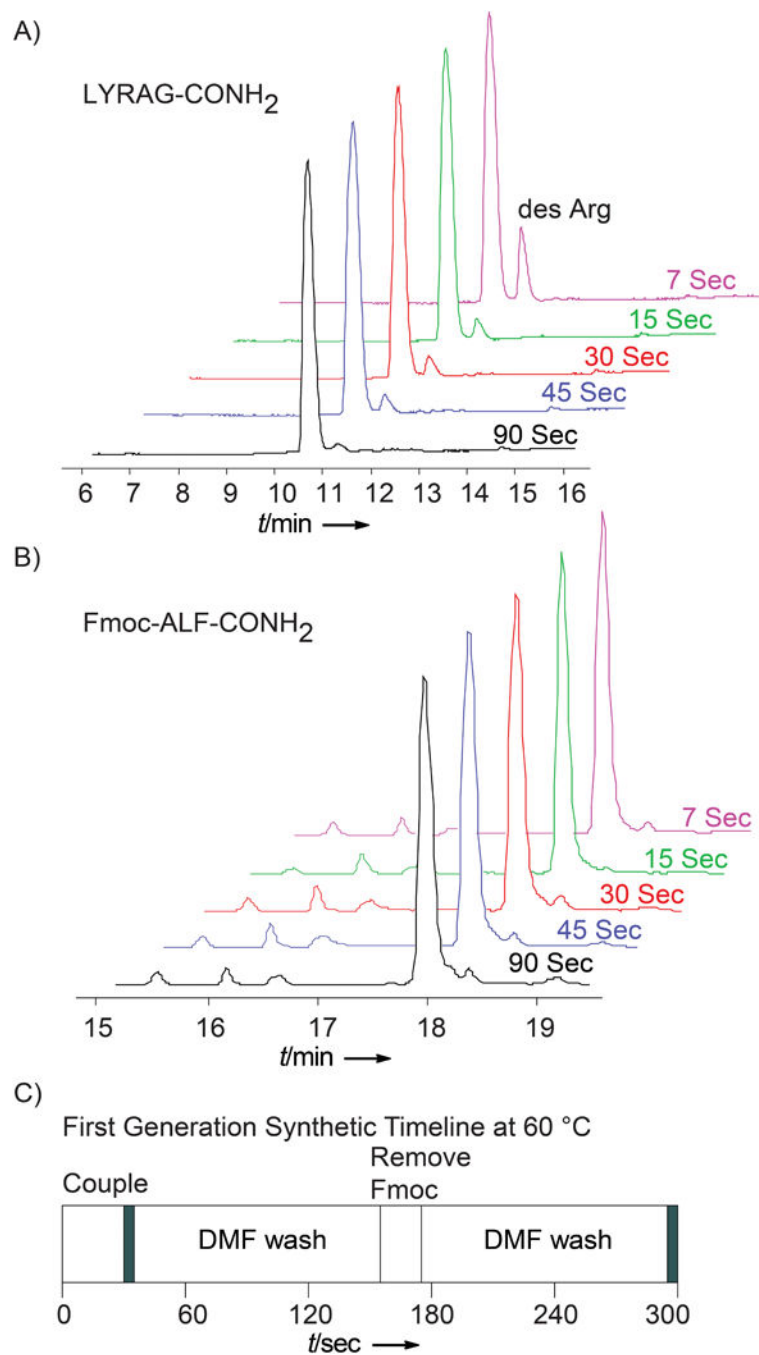 A)
LYRAG-CONH2
des Arg
7 Sec
15 Sec
30 Sec
45 Sec
90 Sec
6 7 8 9 10 11 12 13 14 15 16
t/min
B)
Fmoc-ALF-CONH2
7 Sec
15 Sec
30 Sec
45 Sec
90 Sec
15 16 17 18 19
t/min
C)
First Generation Synthetic Timeline at 60 °C
Couple
Remove
Fmoc
DMF wash DMF wash
0 60 120 180 240 300
t/sec